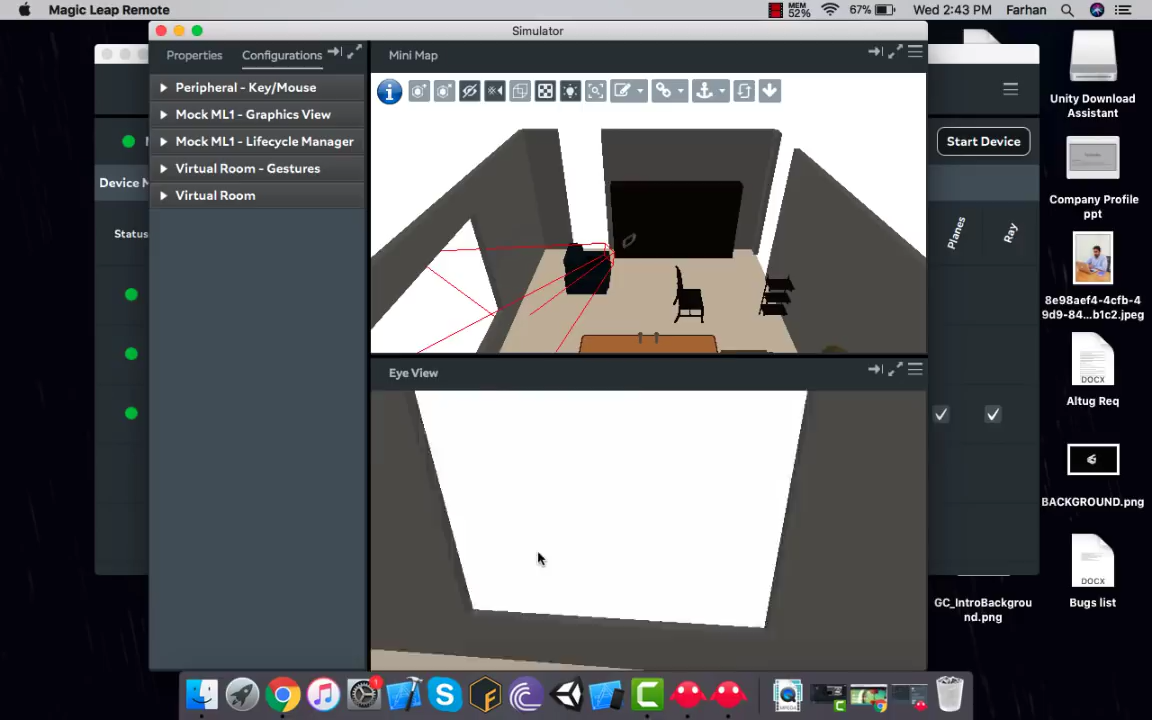 Magic Leap Remote
MEM
52%
67%
Wed 2:43 PM
Farhan
Simulator
Properties
Configurations
Mini Map
Peripheral - Key/Mouse
Mock ML1 - Graphics View
Mock ML1 - Lifecycle Manager
Virtual Room - Gestures
Virtual Room
Eye View
Device M
Status
Start Device
Planes
Ray
Unity Download
Assistant
Company Profile
ppt
8e98aef4-4cfb-4
9d9-84...b1c2.jpeg
DOCX
Altug Req
BACKGROUND.png
DOCX
Bugs list
GC_IntroBackgrou
nd.png
1